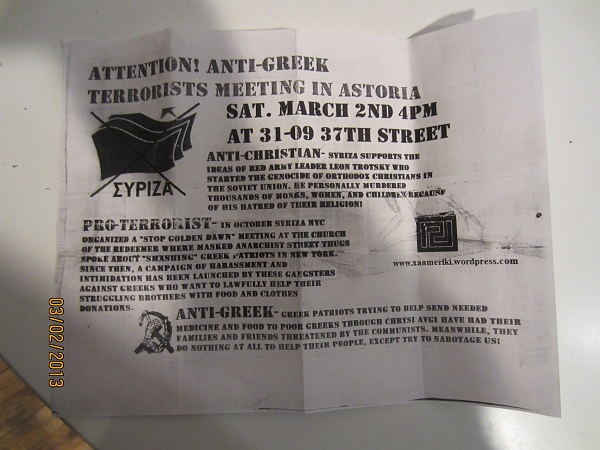 ATTENTION! ANTI-GREEK
TERRORISTS MEETING IN ASTORIA
SAT. MARCH 2ND 4PM
AT 31-09 37TH STREET
ΣΥΡΙΖΑ
ANTI-CHRISTIAN- SYRIZA SUPPORTS THE
IDEAS OF RED ARMY LEADER LEON TROTSKY WHO
STARTED THE GENOCIDE OF ORTHODOX CHRISTIANS IN
THE SOVIET UNION. HE PERSONALLY MURDERED
THOUSANDS OF MONKS, WOMEN, AND CHILDREN BECAUSE
OF HIS HATRED OF THEIR RELIGION!
PRO-TERRORIST- IN OCTOBER SYRIZA NYC
ORGANIZED A "STOP GOLDEN DAWN" MEETING AT THE CHURCH
OF THE REDEEMER WHERE MASKED ANARCHIST STREET THUGS
SPOKE ABOUT "SMASHING" GREEK PATRIOTS IN NEW YORK.
SINCE THEN, A CAMPAIGN OF HARASSMENT AND
INTIMIDATION HAS BEEN LAUNCHED BY THESE GANGSTERS
AGAINST GREEKS WHO WANT TO LAWFULLY HELP THEIR
STRUGGLING BROTHERS WITH FOOD AND CLOTHES
DONATIONS.
www.xaameriki.wordpress.com
ANTI-GREEK- GREEK PATRIOTS TRYING TO HELP SEND NEEDED
MEDICINE AND FOOD TO POOR GREEKS THROUGH CHRYSI AVGI HAVE HAD THEIR
FAMILIES AND FRIENDS THREATENED BY THE COMMUNISTS. MEANWHILE, THEY
DO NOTHING AT ALL TO HELP THEIR PEOPLE, EXCEPT TRY TO SABOTAGE US!
03/02/2013